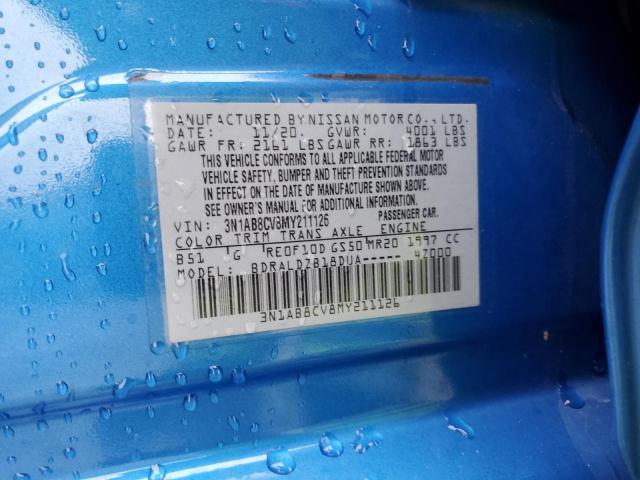 MANUFACTURED BY NISSAN MOTOR CO., LTD.
DATE: 11/20. GVWR: 4001 LBS
GAWR FR: 2161 LBS GAWR RR: 1863 LBS
THIS VEHICLE CONFORMS TO ALL APPLICABLE FEDERAL MOTOR
VEHICLE SAFETY, BUMPER AND THEFT PREVENTION STANDARDS
IN EFFECT ON THE DATE OF MANUFACTURE SHOWN ABOVE.
SEE OWNER'S MANUAL FOR ADDITIONAL INFORMATION.
VIN: 3N1AB8CV8MY211126 PASSENGER CAR.
COLOR TRIM TRANS AXLE ENGINE
B51 G RE0F10D GS50 MR20 1997 CC
MODEL BDRALDZB18DUA----- 4Z000
3N1AB8CV8MY211126